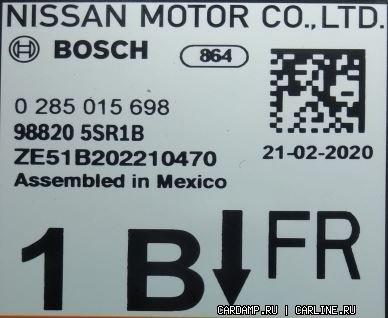 NISSAN MOTOR CO.,LTD.
BOSCH 864
0 285 015 698
98820 5SR1B
ZE51B202210470 21-02-2020
Assembled in Mexico
1 B FR
CARDAMP.RU | CARLINE.RU